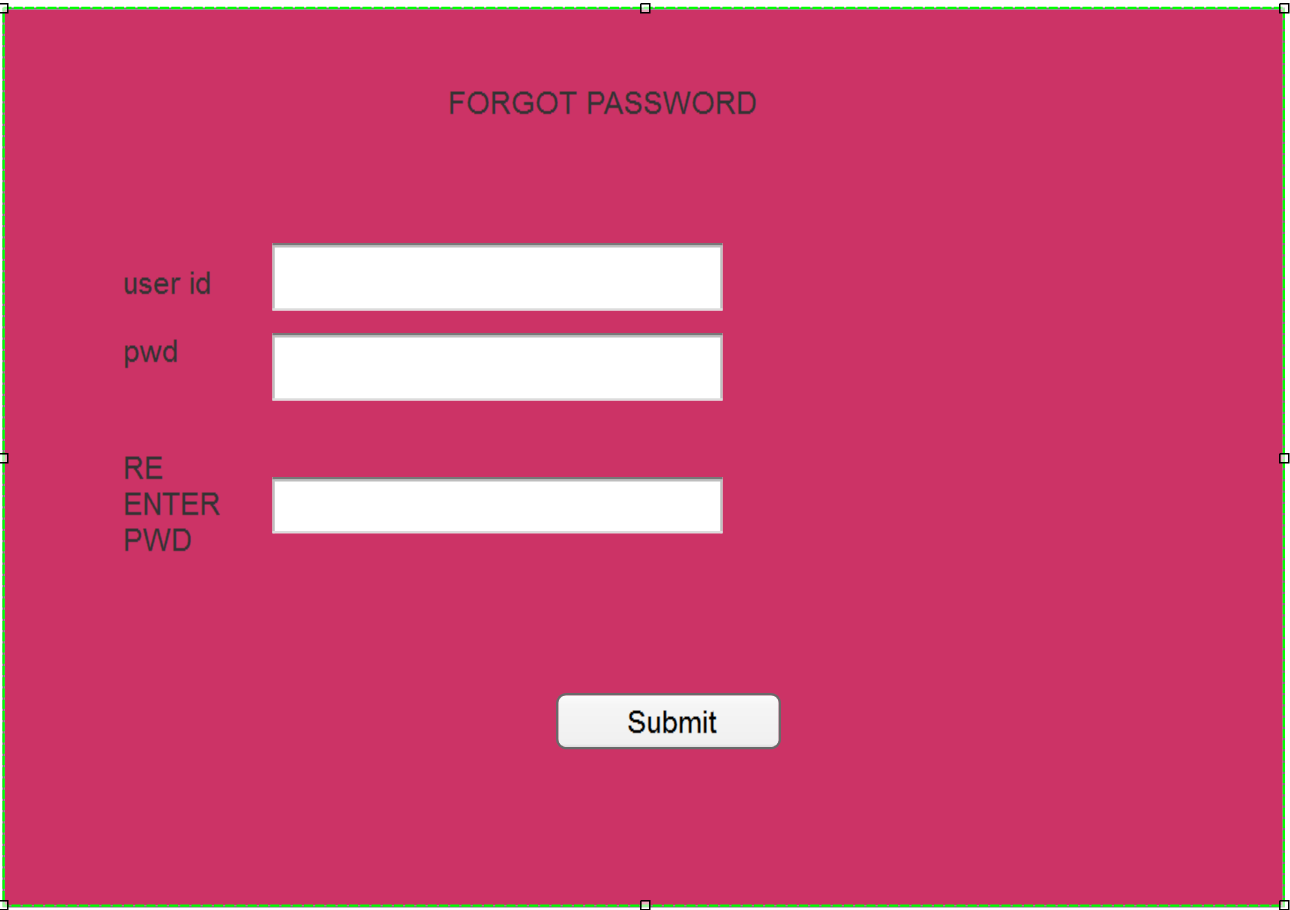 FORGOT PASSWORD
user id
pwd
RE
ENTER
PWD
Submit